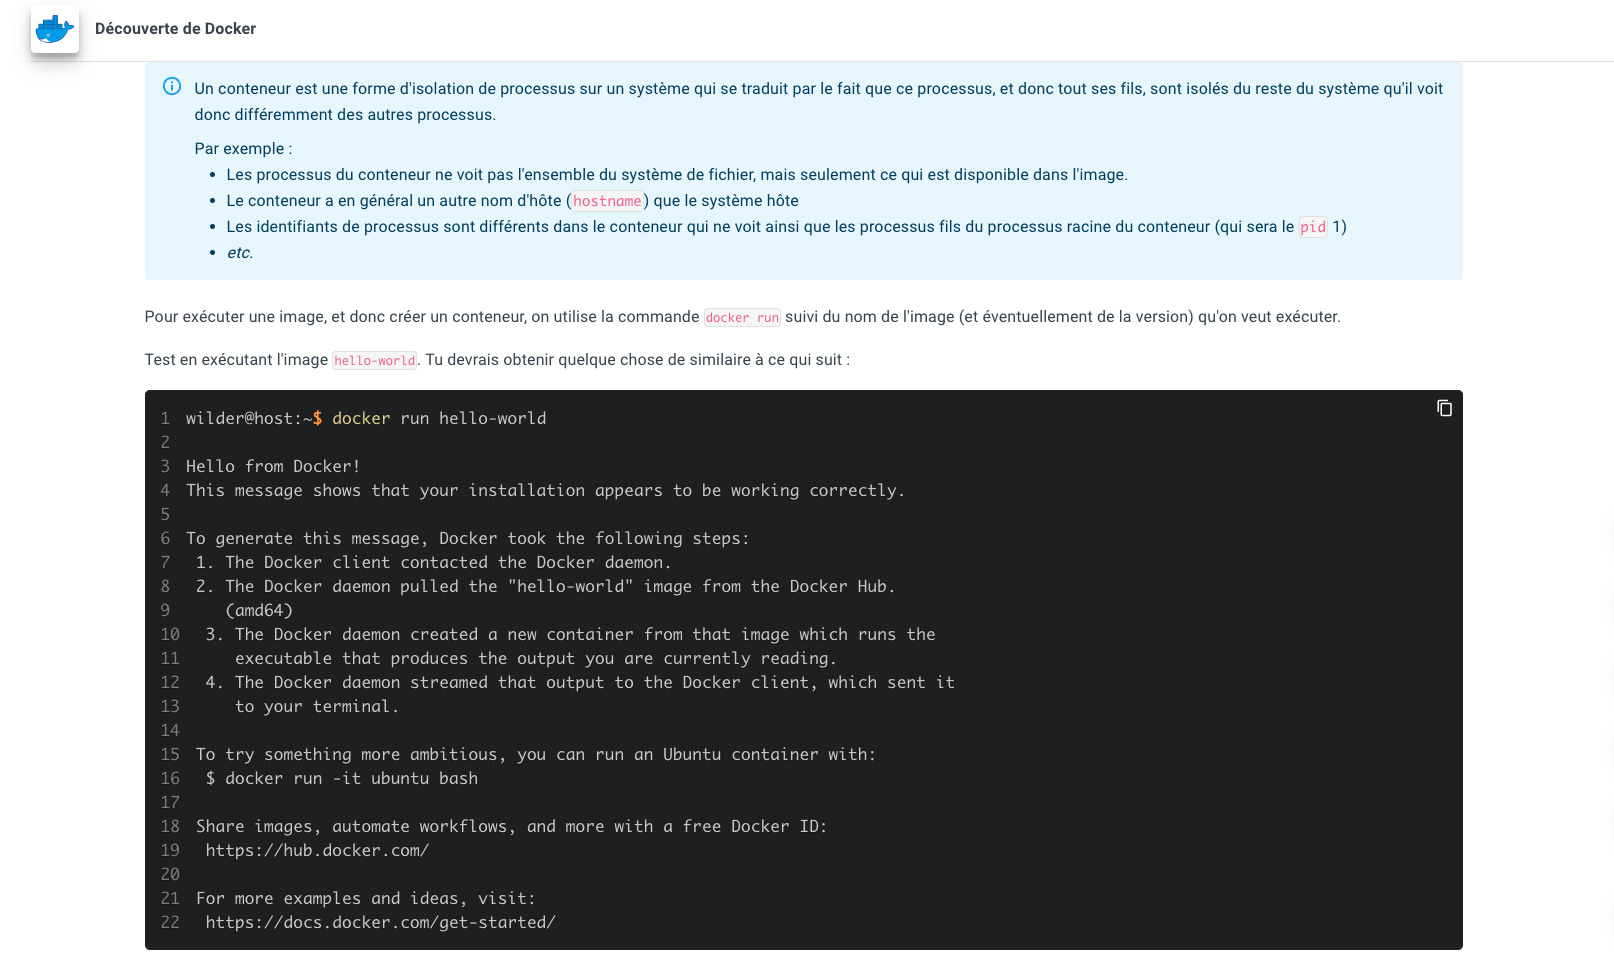 Découverte de Docker
Un conteneur est une forme d'isolation de processus sur un système qui se traduit par le fait que ce processus, et donc tout ses fils, sont isolés du reste du système qu'il voit
donc différemment des autres processus.
Par exemple :
• Les processus du conteneur ne voit pas l'ensemble du système de fichier, mais seulement ce qui est disponible dans l'image.
• Le conteneur a en général un autre nom d'hôte (hostname) que le système hôte
• Les identifiants de processus sont différents dans le conteneur qui ne voit ainsi que les processus fils du processus racine du conteneur (qui sera le pid 1)
• etc.
Pour exécuter une image, et donc créer un conteneur, on utilise la commande docker run suivi du nom de l'image (et éventuellement de la version) qu'on veut exécuter.
Test en exécutant l'image hello-world. Tu devrais obtenir quelque chose de similaire à ce qui suit :
1 wilder@host:~$ docker run hello-world
2
3 Hello from Docker!
4 This message shows that your installation appears to be working correctly.
5
6 To generate this message, Docker took the following steps:
7 1. The Docker client contacted the Docker daemon.
8 2. The Docker daemon pulled the "hello-world" image from the Docker Hub.
9 (amd64)
10 3. The Docker daemon created a new container from that image which runs the
11 executable that produces the output you are currently reading.
12 4. The Docker daemon streamed that output to the Docker client, which sent it
13 to your terminal.
14
15 To try something more ambitious, you can run an Ubuntu container with:
16 $ docker run -it ubuntu bash
17
18 Share images, automate workflows, and more with a free Docker ID:
19 https://hub.docker.com/
20
21 For more examples and ideas, visit:
22 https://docs.docker.com/get-started/